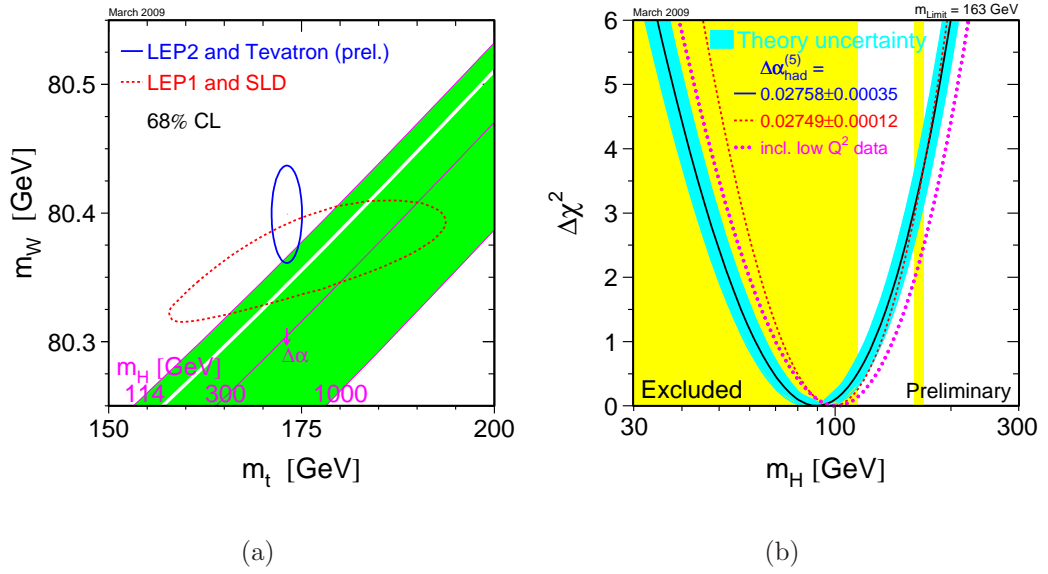 March 2009
LEP2 and Tevatron (prel.)
LEP1 and SLD
68% CL
80.5
80.4
80.3
m_W [GeV]
m_H [GeV]
114 300 1000
Δα
150 175 200
m_t [GeV]
(a)
March 2009
m_Limit = 163 GeV
Theory uncertainty
Δα_had^(5) =
0.02758±0.00035
0.02749±0.00012
incl. low Q² data
6
5
4
3
2
1
0
Δχ²
Excluded
Preliminary
30 100 300
m_H [GeV]
(b)